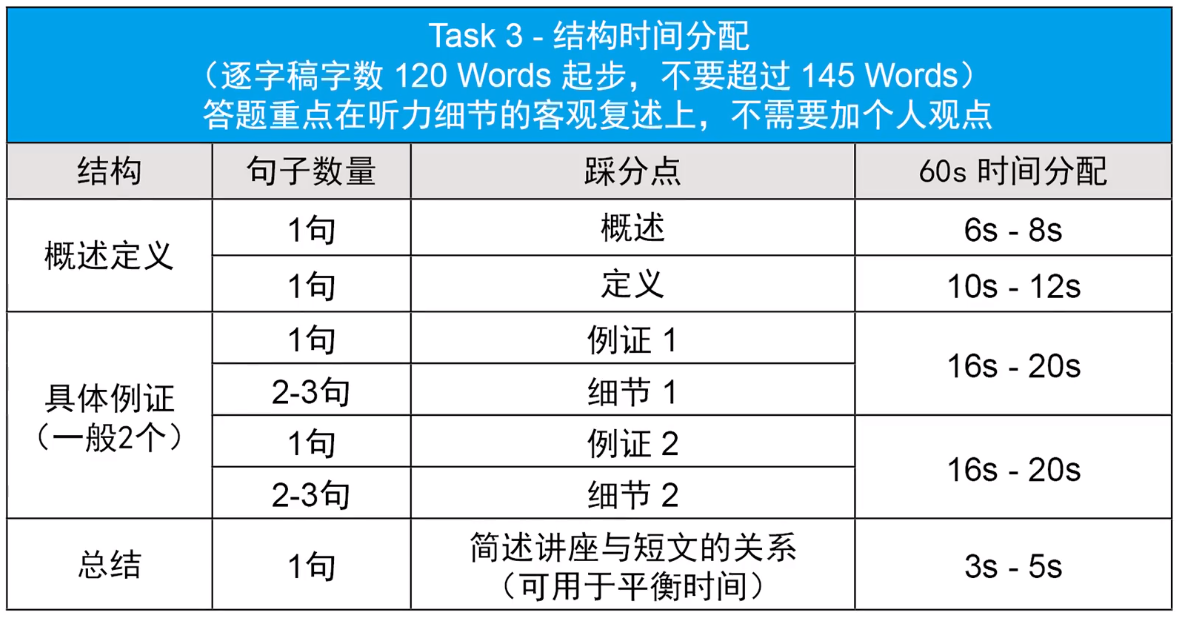 Task 3 - 结构时间分配
（逐字稿字数 120 Words 起步，不要超过 145 Words）
答题重点在听力细节的客观复述上，不需要加个人观点
结构 句子数量 踩分点 60s 时间分配
概述定义 1句 概述 6s - 8s
1句 定义 10s - 12s
具体例证
（一般2个）
1句 例证 1 16s - 20s
2-3句 细节 1
1句 例证 2 16s - 20s
2-3句 细节 2
总结 1句 简述讲座与短文的关系
（可用于平衡时间）
3s - 5s